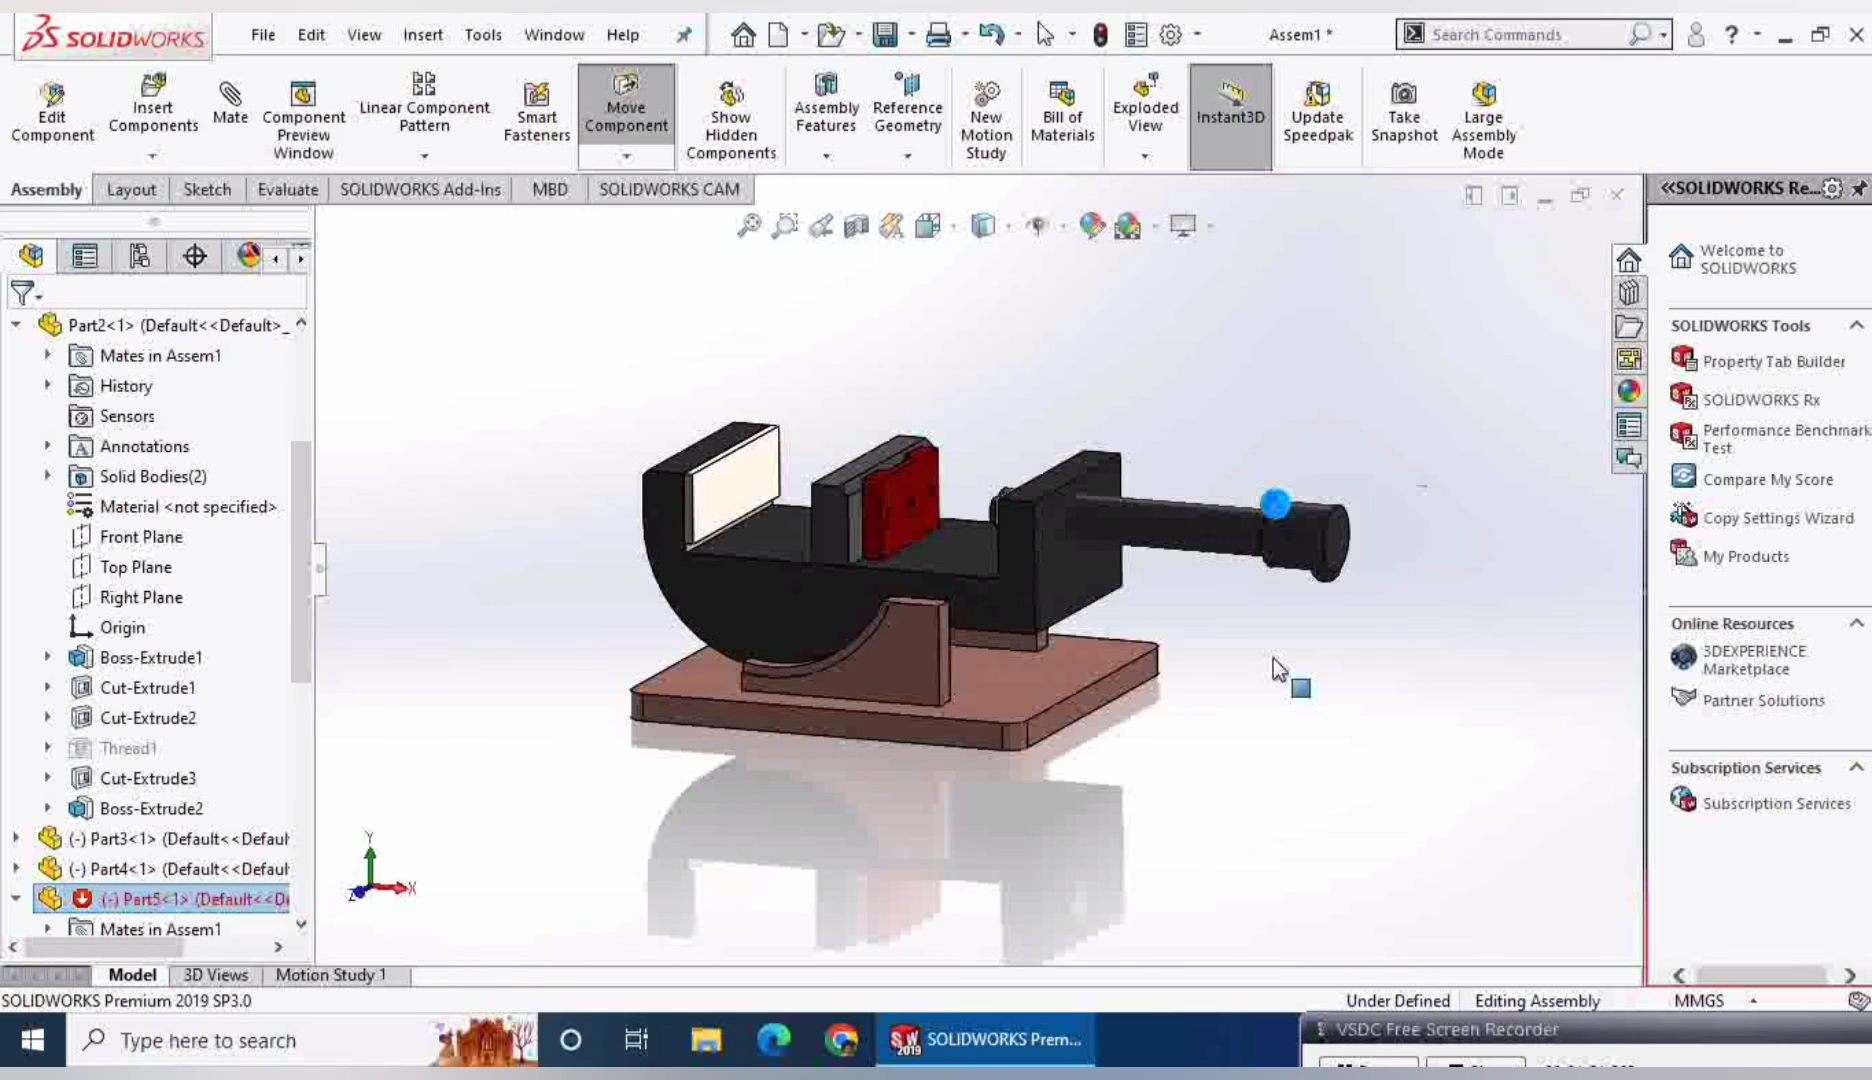 SOLIDWORKS
File Edit View Insert Tools Window Help
Assem1 *
Search Commands
Edit Component
Insert Components
Mate
Component Preview Window
Linear Component Pattern
Smart Fasteners
Move Component
Show Hidden Components
Assembly Features
Reference Geometry
New Motion Study
Bill of Materials
Exploded View
Instant3D
Update Speedpak
Take Snapshot
Large Assembly Mode
Assembly Layout Sketch Evaluate SOLIDWORKS Add-Ins MBD SOLIDWORKS CAM
Part2<1> (Default<<Default>_
Mates in Assem1
History
Sensors
Annotations
Solid Bodies(2)
Material <not specified>
Front Plane
Top Plane
Right Plane
Origin
Boss-Extrude1
Cut-Extrude1
Cut-Extrude2
Thread1
Cut-Extrude3
Boss-Extrude2
(-) Part3<1> (Default<<Defaul
(-) Part4<1> (Default<<Defaul
(-) Part5<1> (Default<<D
Mates in Assem1
Y
X
Z
«SOLIDWORKS Re...
Welcome to
SOLIDWORKS
SOLIDWORKS Tools
Property Tab Builder
SOLIDWORKS Rx
Performance Benchmark
Test
Compare My Score
Copy Settings Wizard
My Products
Online Resources
3DEXPERIENCE
Marketplace
Partner Solutions
Subscription Services
Subscription Services
Model 3D Views Motion Study 1
SOLIDWORKS Premium 2019 SP3.0
Under Defined Editing Assembly MMGS
Type here to search
SW 2019 SOLIDWORKS Prem...
VSDC Free Screen Recorder